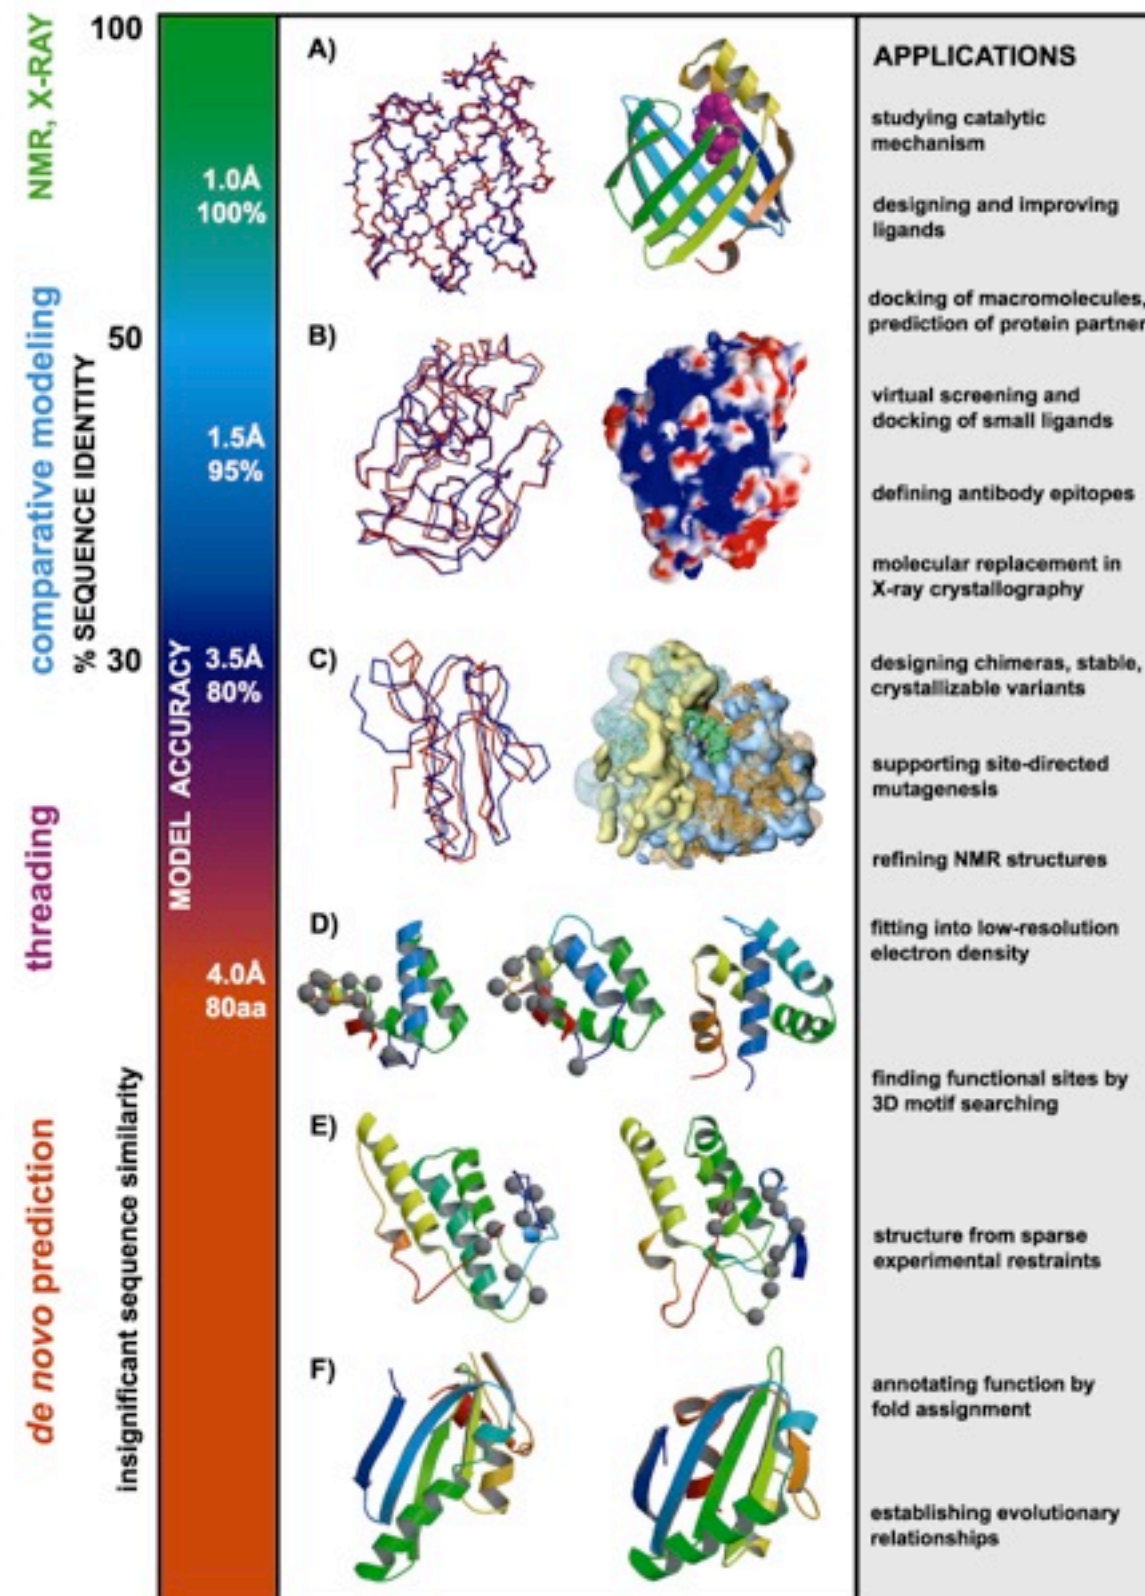 NMR, X-RAY
comparative modeling
threading
de novo prediction
100
50
30
% SEQUENCE IDENTITY
insignificant sequence similarity
MODEL ACCURACY
1.0Å
100%
1.5Å
95%
3.5Å
80%
4.0Å
80aa
A)
B)
C)
D)
E)
F)
APPLICATIONS
studying catalytic
mechanism
designing and improving
ligands
docking of macromolecules,
prediction of protein partner
virtual screening and
docking of small ligands
defining antibody epitopes
molecular replacement in
X-ray crystallography
designing chimeras, stable,
crystallizable variants
supporting site-directed
mutagenesis
refining NMR structures
fitting into low-resolution
electron density
finding functional sites by
3D motif searching
structure from sparse
experimental restraints
annotating function by
fold assignment
establishing evolutionary
relationships